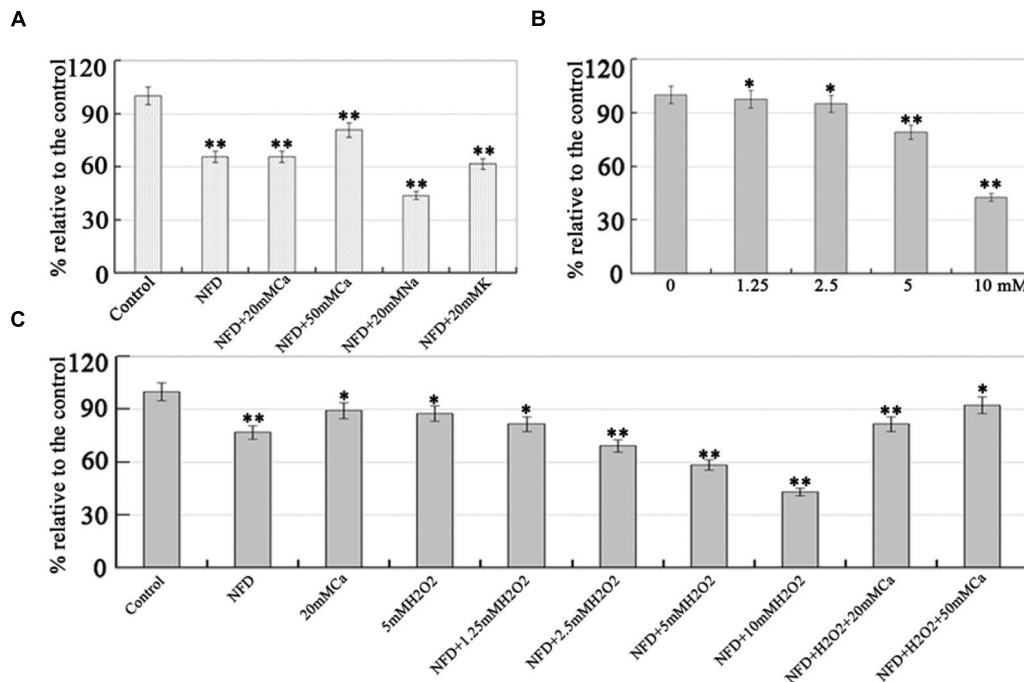 A
% relative to the control
120
90
60
30
0
** ** ** ** **
Control
NFD
NFD+20mMCa
NFD+50mMCa
NFD+20mMNa
NFD+20mMK
B
% relative to the control
120
90
60
30
0
* * ** **
0 1.25 2.5 5 10 mM
C
% relative to the control
120
90
60
30
0
** * * * ** ** ** ** *
Control
NFD
20mMCa
5mMH2O2
NFD+1.25mMH2O2
NFD+2.5mMH2O2
NFD+5mMH2O2
NFD+10mMH2O2
NFD+H2O2+20mMCa
NFD+H2O2+50mMCa